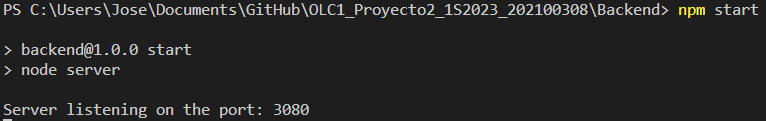 PS C:\Users\Jose\Documents\GitHub\OLC1_Proyecto2_1S2023_202100308\Backend> npm start
> backend@1.0.0 start
> node server
Server listening on the port: 3080